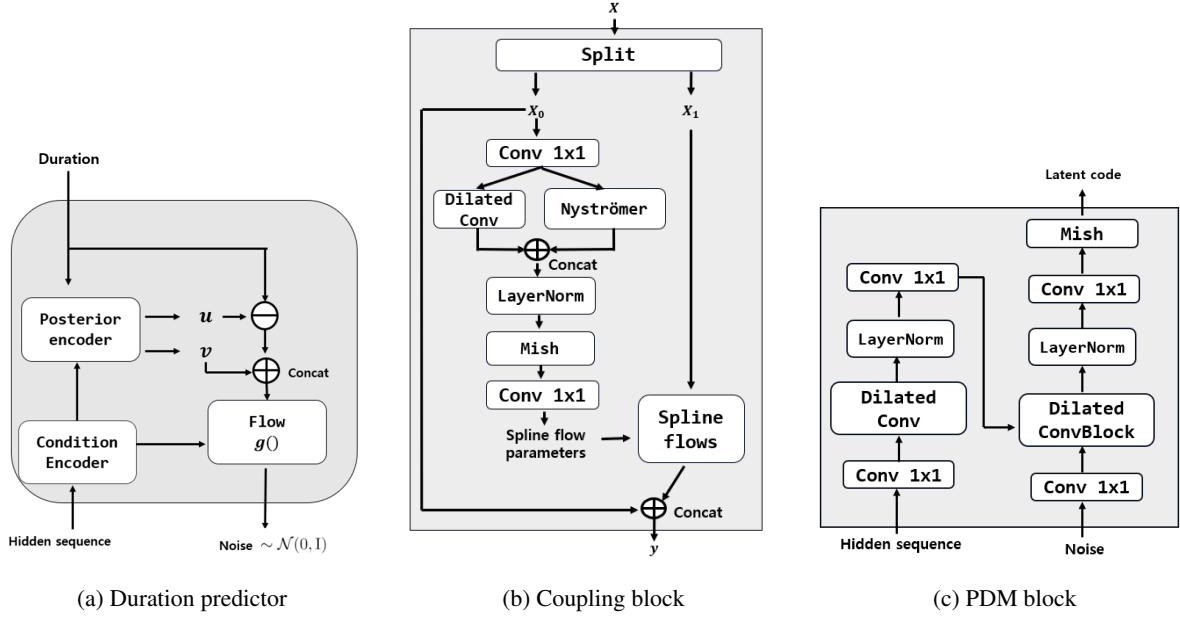 Duration
Posterior
encoder
u
v
Concat
Condition
Encoder
Flow
g()
Hidden sequence
Noise ~ 𝒩(0, I)
(a) Duration predictor
X
Split
X₀
X₁
Conv 1x1
Dilated
Conv
Nyströmer
Concat
LayerNorm
Mish
Conv 1x1
Spline flow
parameters
Spline
flows
Concat
y
(b) Coupling block
Latent code
Mish
Conv 1x1
Conv 1x1
LayerNorm
LayerNorm
Dilated
Conv
Dilated
ConvBlock
Conv 1x1
Conv 1x1
Hidden sequence
Noise
(c) PDM block